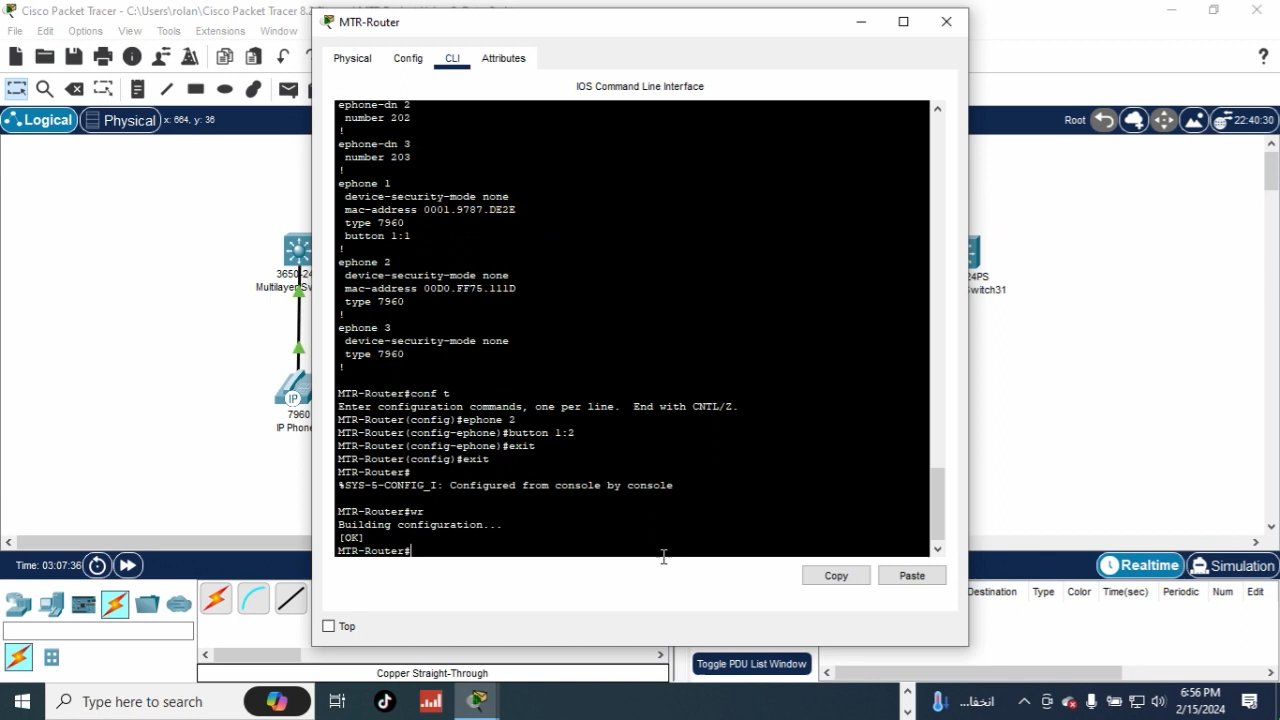 Cisco Packet Tracer - C:\Users\rolan\Cisco Packet Tracer 8.
File Edit Options View Tools Extensions Window
MTR-Router
Physical Config CLI Attributes
IOS Command Line Interface
Logical Physical x: 664, y: 36
Root 22:40:30
ephone-dn 2
number 202
!
ephone-dn 3
number 203
!
ephone 1
device-security-mode none
mac-address 0001.9787.DE2E
type 7960
button 1:1
!
ephone 2
device-security-mode none
mac-address 00D0.FF75.111D
type 7960
!
ephone 3
device-security-mode none
type 7960
!
MTR-Router#conf t
Enter configuration commands, one per line.  End with CNTL/Z.
MTR-Router(config)#ephone 2
MTR-Router(config-ephone)#button 1:2
MTR-Router(config-ephone)#exit
MTR-Router(config)#exit
MTR-Router#
%SYS-5-CONFIG_I: Configured from console by console
MTR-Router#wr
Building configuration...
[OK]
MTR-Router#
Copy Paste
Top
3650-24
Multilayer Sw
IP
7960
IP Phone
24PS
Switch31
Time: 03:07:36
Realtime Simulation
Destination Type Color Time(sec) Periodic Num Edit
Copper Straight-Through
Toggle PDU List Window
Type here to search
انخفا...
6:56 PM
2/15/2024